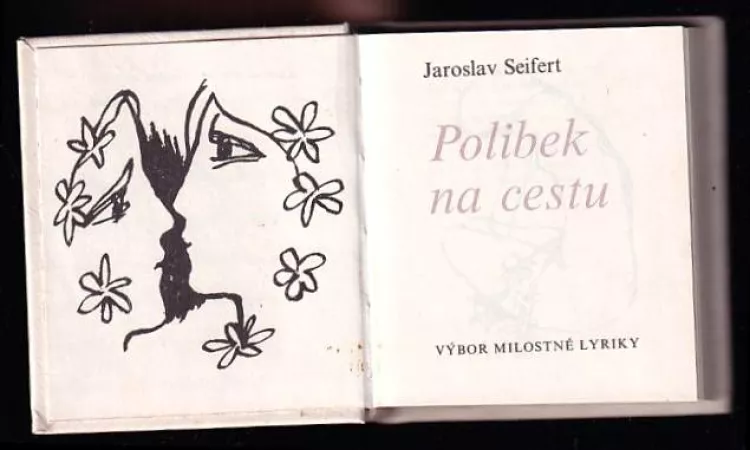 Jaroslav Seifert
Polibek
na cestu
VÝBOR MILOSTNÉ LYRIKY